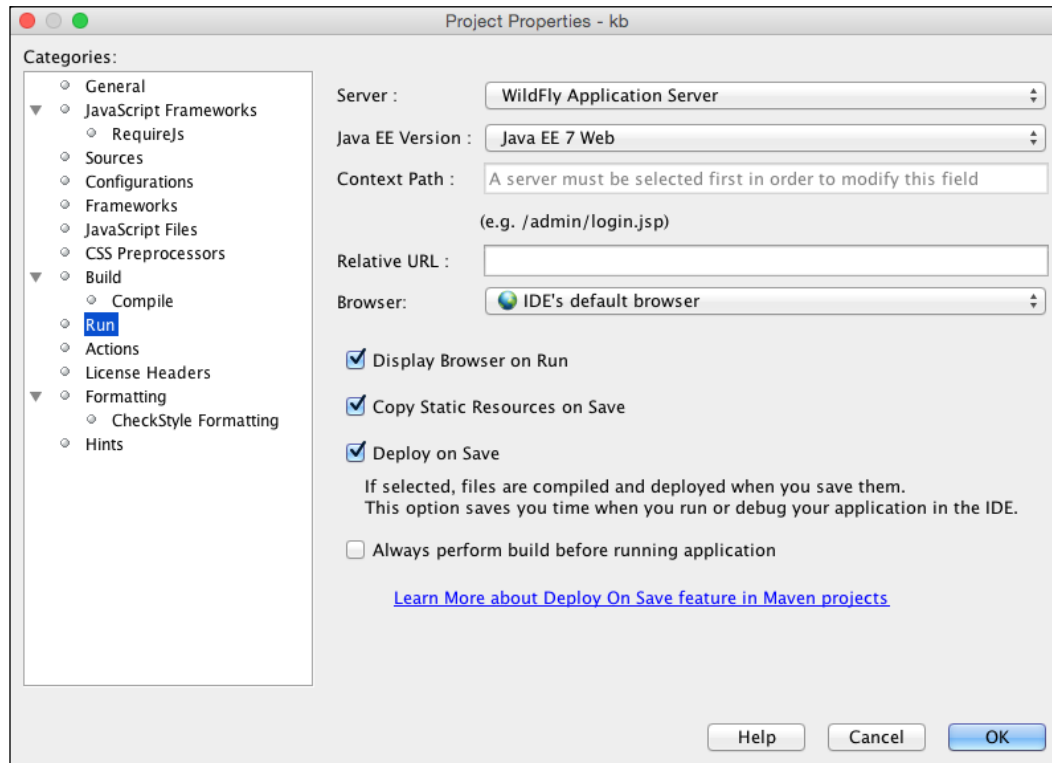 Project Properties - kb
Categories:
General
JavaScript Frameworks
RequireJs
Sources
Configurations
Frameworks
JavaScript Files
CSS Preprocessors
Build
Compile
Run
Actions
License Headers
Formatting
CheckStyle Formatting
Hints
Server : WildFly Application Server
Java EE Version : Java EE 7 Web
Context Path : A server must be selected first in order to modify this field
(e.g. /admin/login.jsp)
Relative URL :
Browser: IDE's default browser
Display Browser on Run
Copy Static Resources on Save
Deploy on Save
If selected, files are compiled and deployed when you save them.
This option saves you time when you run or debug your application in the IDE.
Always perform build before running application
Learn More about Deploy On Save feature in Maven projects
Help Cancel OK